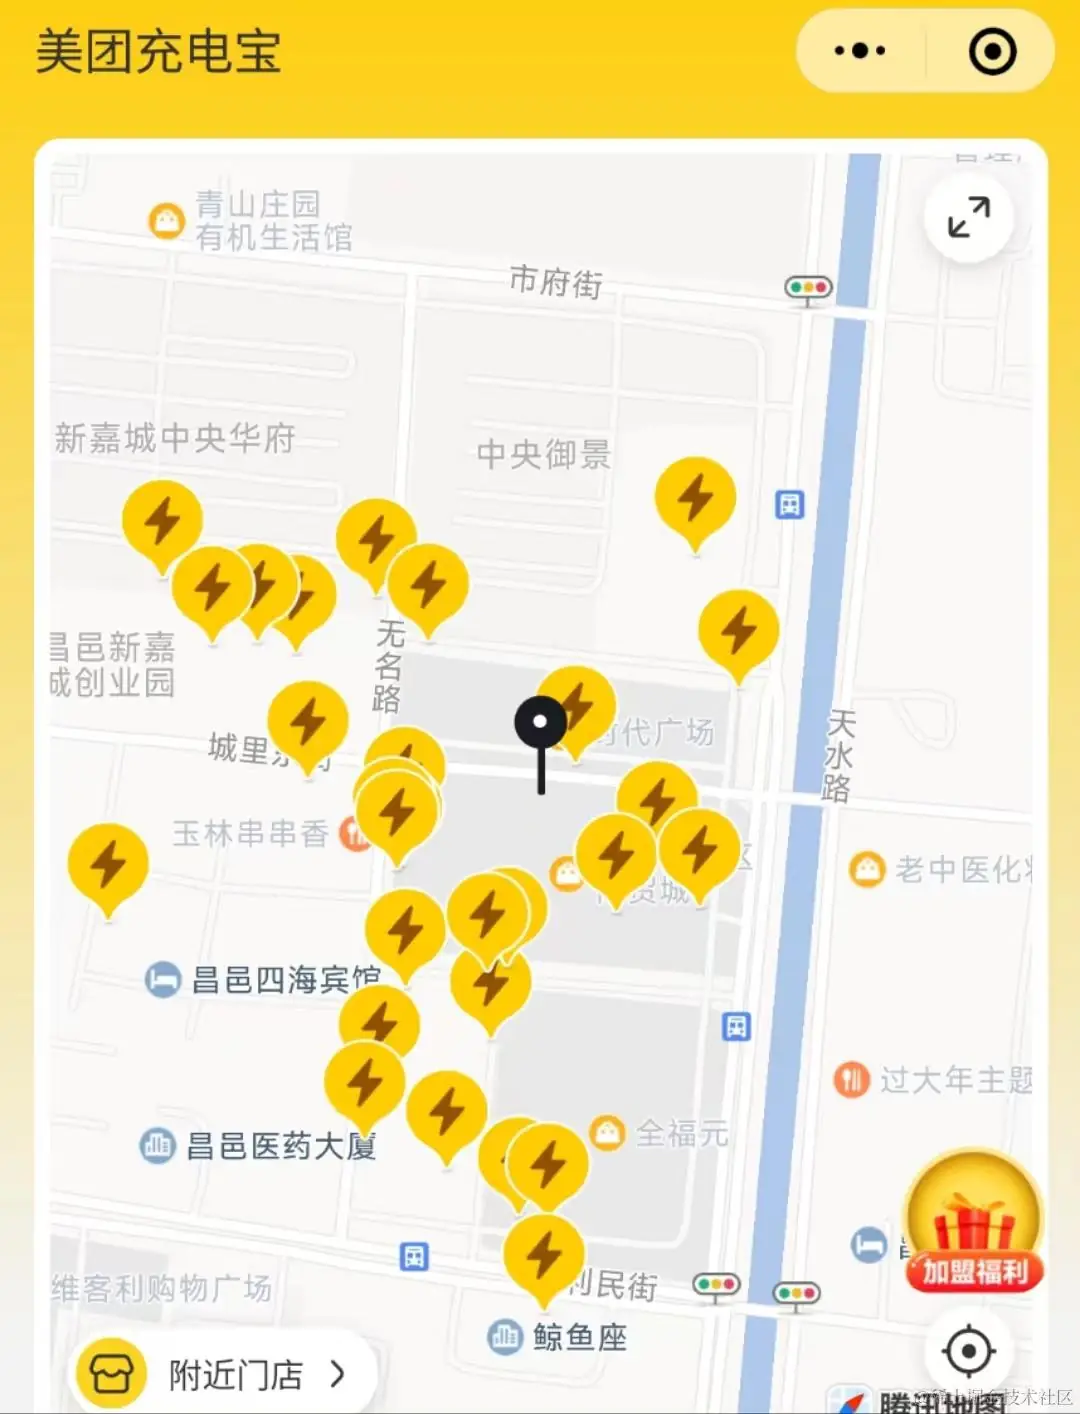 美团充电宝
青山庄园
有机生活馆
市府街
新嘉城中央华府
中央御景
无名路
昌邑新嘉
城创业园
城里
时代广场
天水路
玉林串串香
老中医化
贸城
昌邑四海宾馆
过大年主题
昌邑医药大厦
全福元
加盟福利
维客利购物广场
利民街
鲸鱼座
附近门店
腾讯地图
@稀土掘金技术社区